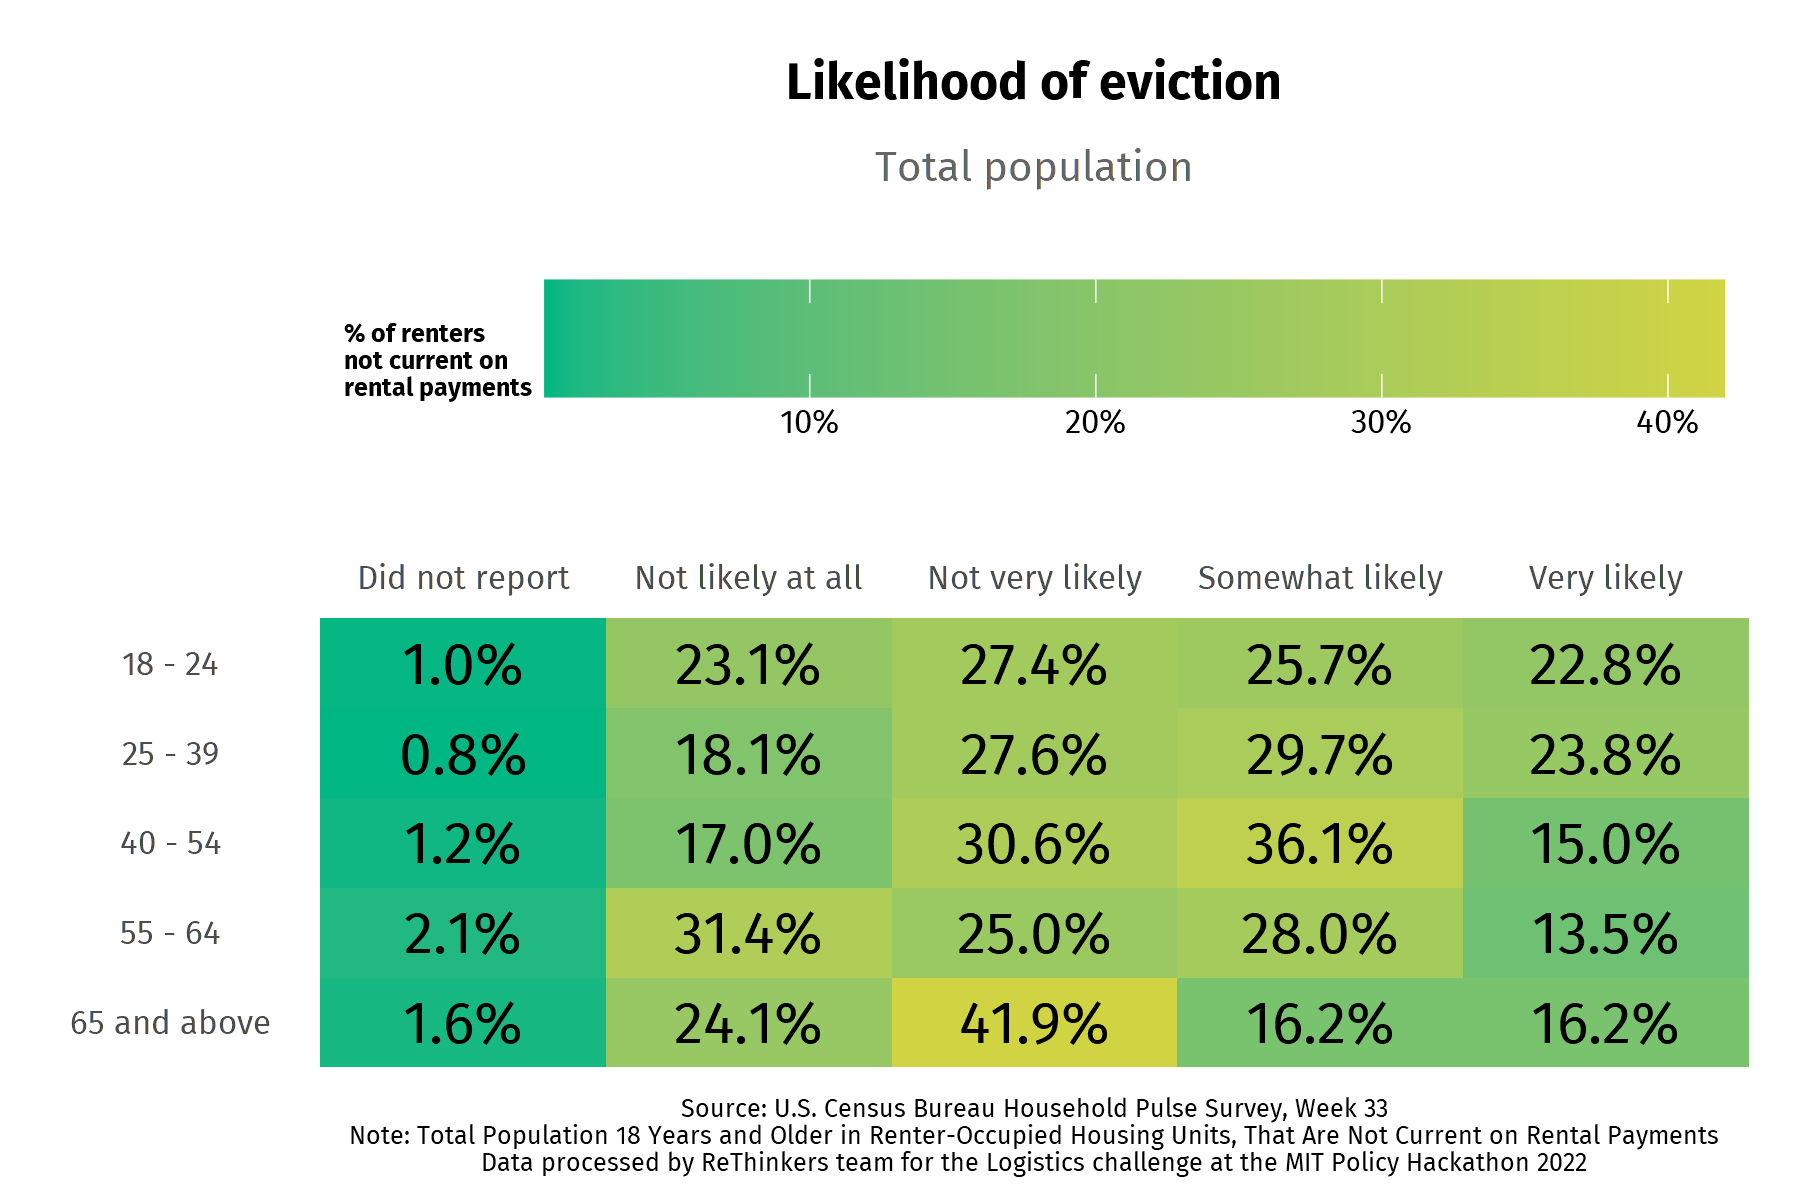 Likelihood of eviction
Total population
% of renters
not current on
rental payments
10% 20% 30% 40%
Did not report Not likely at all Not very likely Somewhat likely Very likely
18 - 24 1.0% 23.1% 27.4% 25.7% 22.8%
25 - 39 0.8% 18.1% 27.6% 29.7% 23.8%
40 - 54 1.2% 17.0% 30.6% 36.1% 15.0%
55 - 64 2.1% 31.4% 25.0% 28.0% 13.5%
65 and above 1.6% 24.1% 41.9% 16.2% 16.2%
Source: U.S. Census Bureau Household Pulse Survey, Week 33
Note: Total Population 18 Years and Older in Renter-Occupied Housing Units, That Are Not Current on Rental Payments
Data processed by ReThinkers team for the Logistics challenge at the MIT Policy Hackathon 2022